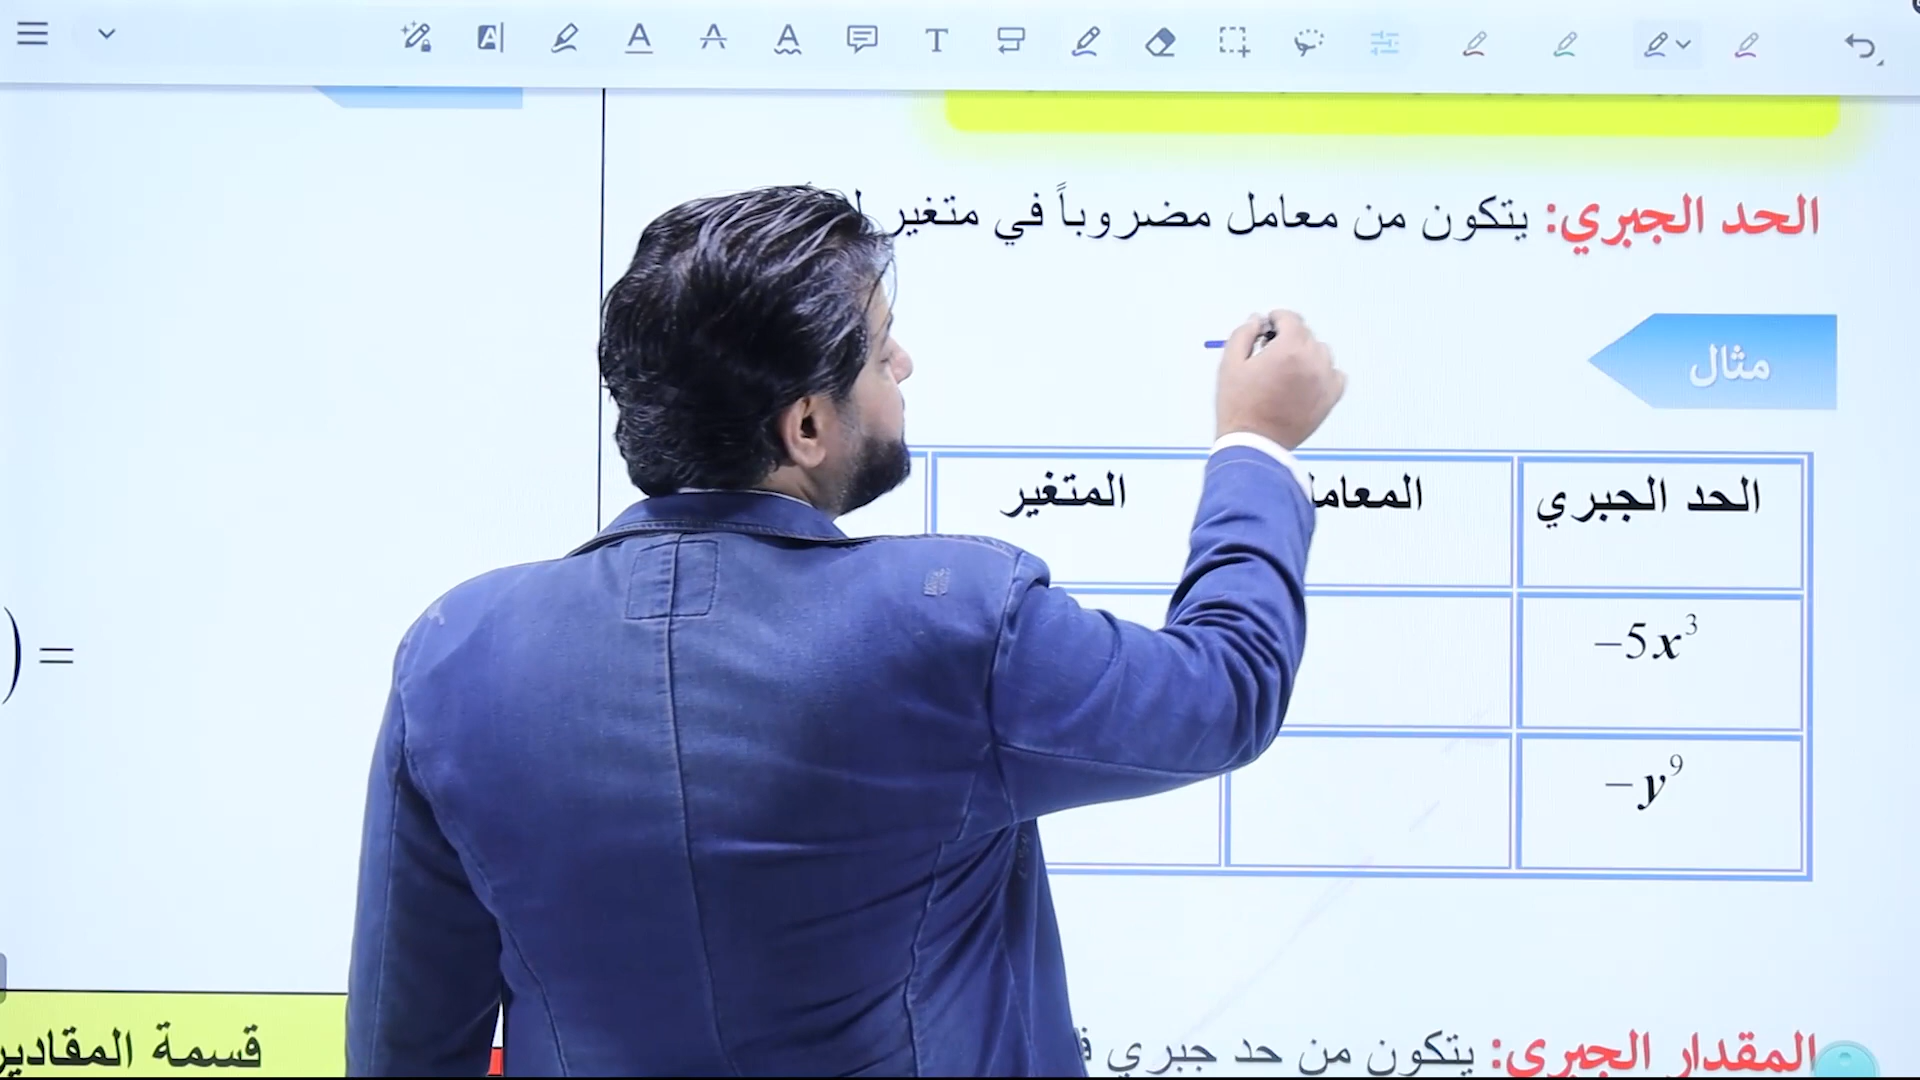 الحد الجبري: يتكون من معامل مضروباً في متغير
مثال
الحد الجبري المعامل المتغير
−5x³
−y⁹
) =
المقدار الجبري: يتكون من حد جبري
قسمة المقادير